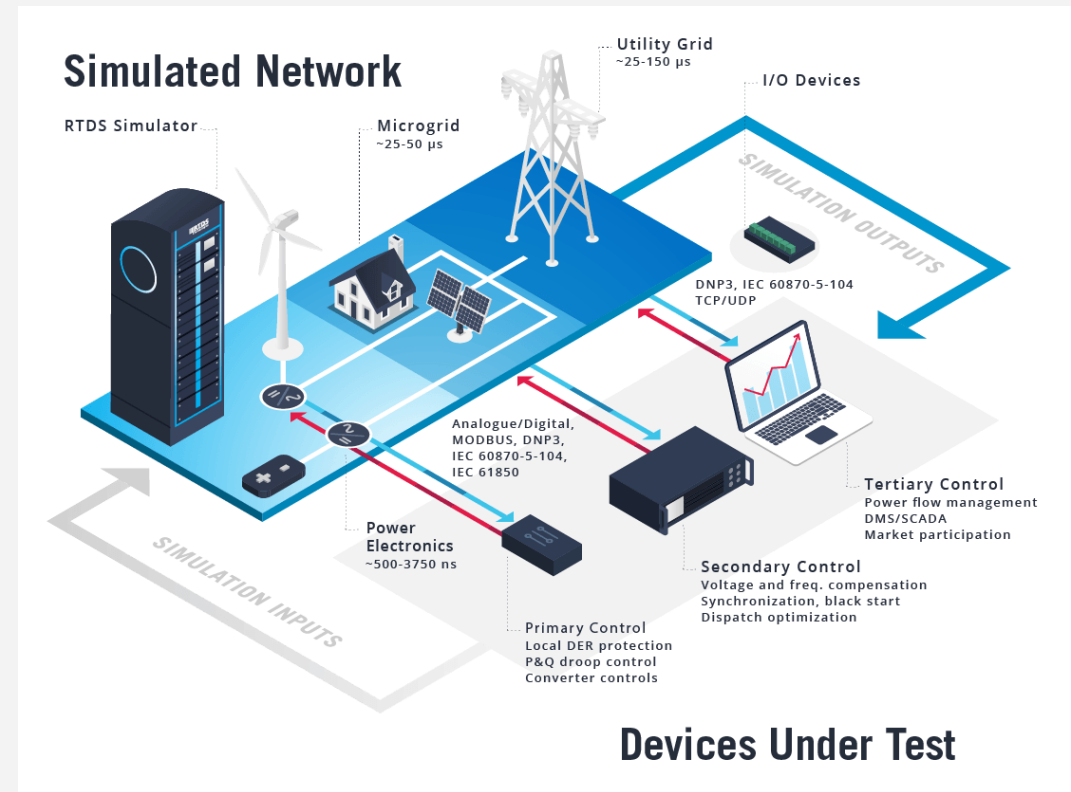 Simulated Network
RTDS Simulator
Microgrid
~25-50 µs
Utility Grid
~25-150 µs
I/O Devices
RTDS
SIMULATION OUTPUTS
DNP3, IEC 60870-5-104
TCP/UDP
Analogue/Digital,
MODBUS, DNP3,
IEC 60870-5-104,
IEC 61850
Power
Electronics
~500-3750 ns
SIMULATION INPUTS
Tertiary Control
Power flow management
DMS/SCADA
Market participation
Secondary Control
Voltage and freq. compensation
Synchronization, black start
Dispatch optimization
Primary Control
Local DER protection
P&Q droop control
Converter controls
Devices Under Test